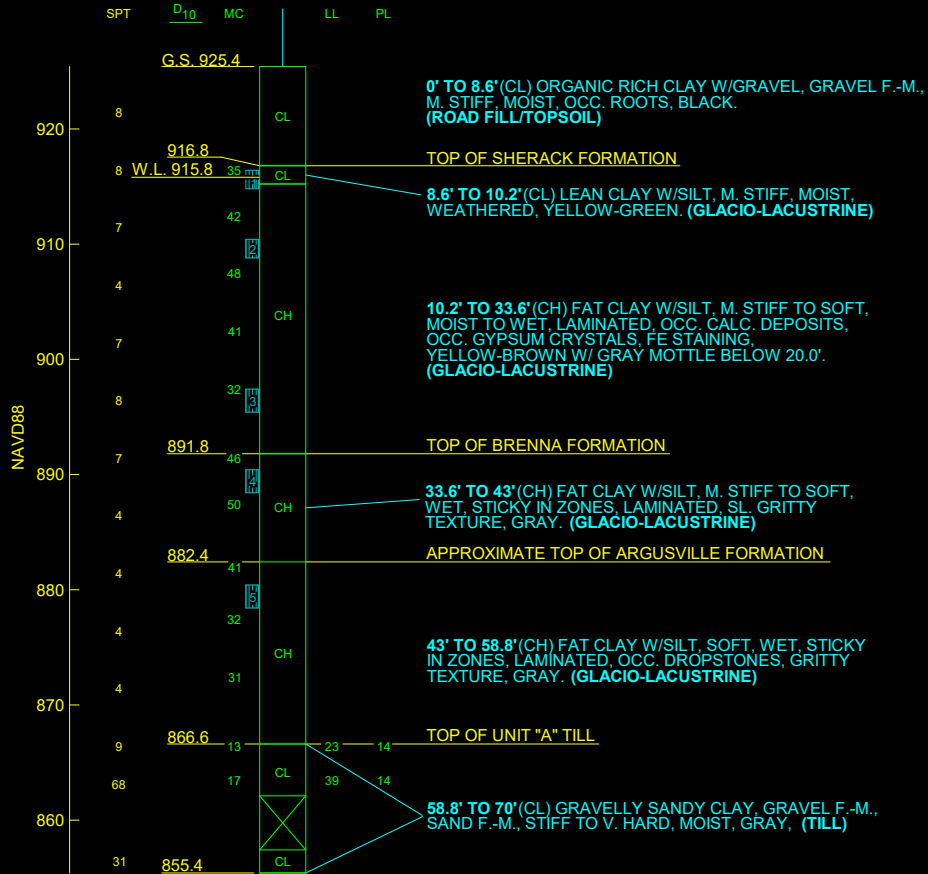 SPT D10 MC LL PL
G.S. 925.4
0' TO 8.6'(CL) ORGANIC RICH CLAY W/GRAVEL, GRAVEL F.-M.,
8 CL M. STIFF, MOIST, OCC. ROOTS, BLACK.
(ROAD FILL/TOPSOIL)
920
916.8 TOP OF SHERACK FORMATION
8 W.L. 915.8 35 CL
1
8.6' TO 10.2'(CL) LEAN CLAY W/SILT, M. STIFF, MOIST,
WEATHERED, YELLOW-GREEN. (GLACIO-LACUSTRINE)
7 42
910 2
4 48
10.2' TO 33.6'(CH) FAT CLAY W/SILT, M. STIFF TO SOFT,
CH MOIST TO WET, LAMINATED, OCC. CALC. DEPOSITS,
7 41 OCC. GYPSUM CRYSTALS, FE STAINING,
900 YELLOW-BROWN W/ GRAY MOTTLE BELOW 20.0'.
(GLACIO-LACUSTRINE)
32
8 3
NAVD88
891.8 TOP OF BRENNA FORMATION
7 46
890 4
33.6' TO 43'(CH) FAT CLAY W/SILT, M. STIFF TO SOFT,
50 CH WET, STICKY IN ZONES, LAMINATED, SL. GRITTY
4 TEXTURE, GRAY. (GLACIO-LACUSTRINE)
882.4 APPROXIMATE TOP OF ARGUSVILLE FORMATION
4 41
880 5
32
4
43' TO 58.8'(CH) FAT CLAY W/SILT, SOFT, WET, STICKY
CH IN ZONES, LAMINATED, OCC. DROPSTONES, GRITTY
4 31 TEXTURE, GRAY. (GLACIO-LACUSTRINE)
870
866.6 TOP OF UNIT "A" TILL
9 13 23 14
68 17 CL 39 14
58.8' TO 70'(CL) GRAVELLY SANDY CLAY, GRAVEL F.-M.,
860 SAND F.-M., STIFF TO V. HARD, MOIST, GRAY, (TILL)
31 855.4 CL